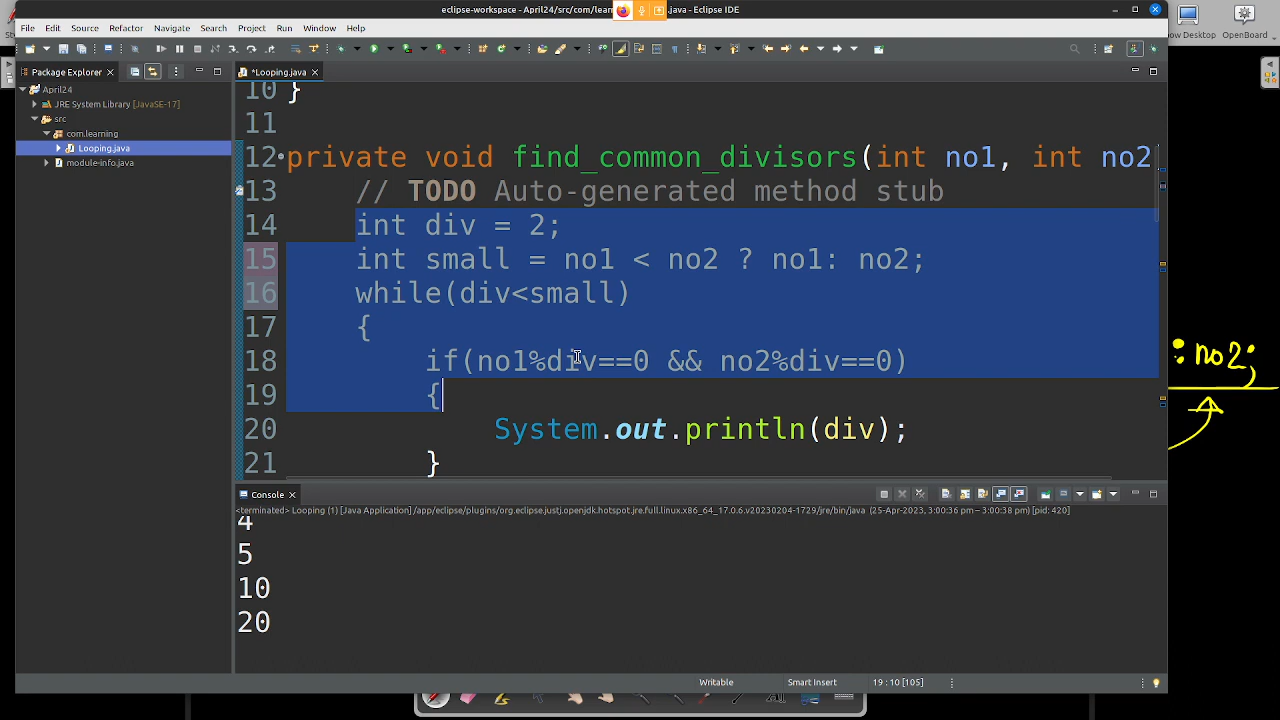 eclipse-workspace - April24/src/com/lear
.java - Eclipse IDE
File Edit Source Refactor Navigate Search Project Run Window Help
ow Desktop
OpenBoard
Package Explorer
*Looping.java
April24
JRE System Library [JavaSE-17]
src
com.learning
Looping.java
module-info.java
10 }
11
12 private void find_common_divisors(int no1, int no2
13 // TODO Auto-generated method stub
14 int div = 2;
15 int small = no1 < no2 ? no1: no2;
16 while(div<small)
17 {
18 if(no1%div==0 && no2%div==0)
19 {
20 System.out.println(div);
21 }
: no2;
Console
<terminated> Looping (1) [Java Application] /app/eclipse/plugins/org.eclipse.justj.openjdk.hotspot.jre.full.linux.x86_64_17.0.6.v20230204-1729/jre/bin/java (25-Apr-2023, 3:00:36 pm – 3:00:38 pm) [pid: 420]
4
5
10
20
Writable
Smart Insert
19 : 10 [105]